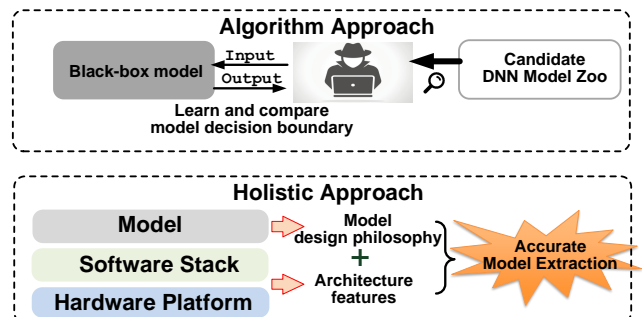 Algorithm Approach
Black-box model
Input
Output
Candidate
DNN Model Zoo
Learn and compare
model decision boundary
Holistic Approach
Model
Software Stack
Hardware Platform
Model
design philosophy
+
Architecture
features
Accurate
Model Extraction